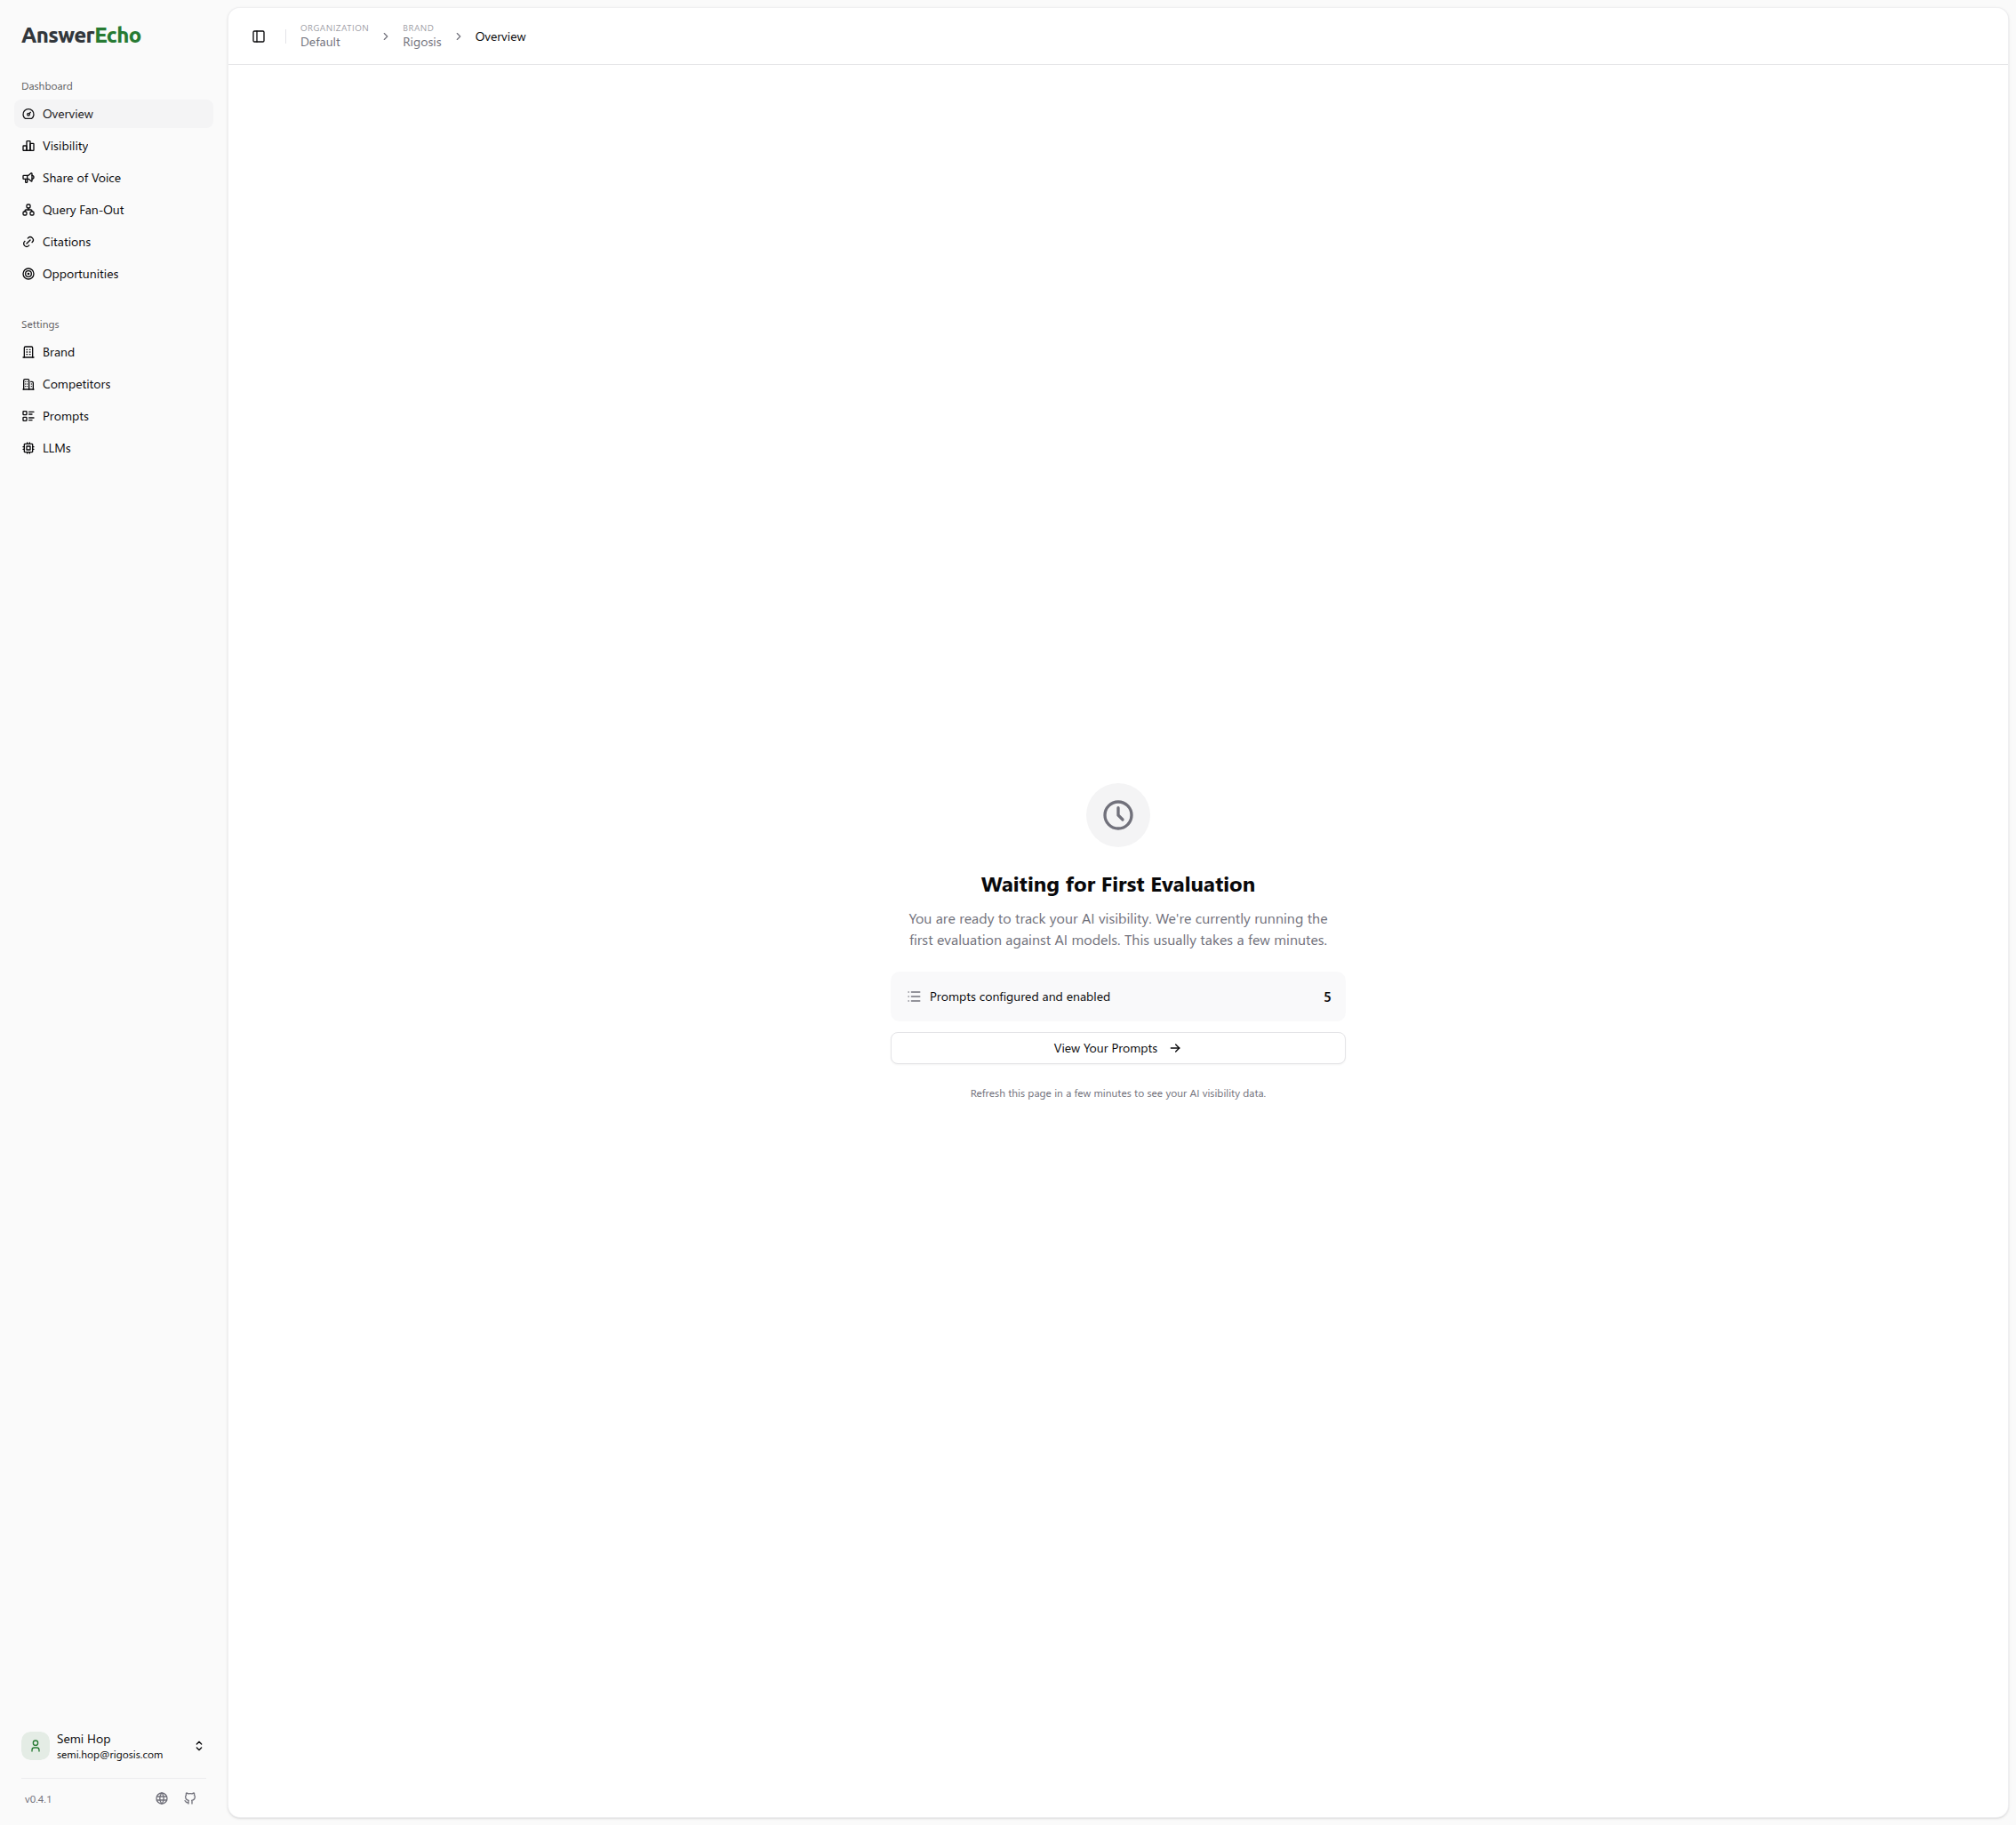 AnswerEcho
Dashboard
Overview
Visibility
Share of Voice
Query Fan-Out
Citations
Opportunities
Settings
Brand
Competitors
Prompts
LLMs
Semi Hop
semi.hop@rigosis.com
v0.4.1
ORGANIZATION
Default
BRAND
Rigosis
Overview
Waiting for First Evaluation
You are ready to track your AI visibility. We're currently running the
first evaluation against AI models. This usually takes a few minutes.
Prompts configured and enabled 5
View Your Prompts
Refresh this page in a few minutes to see your AI visibility data.